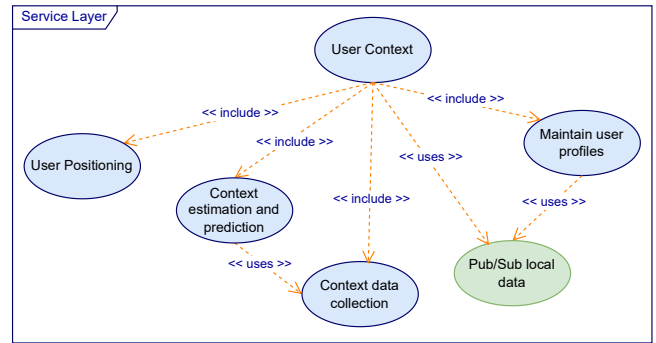 Service Layer
User Context
<< include >>
<< include >>
<< include >>
Maintain user
profiles
User Positioning
<< uses >>
Context
estimation and
prediction
<< include >>
<< uses >>
<< uses >>
Pub/Sub local
data
Context data
collection